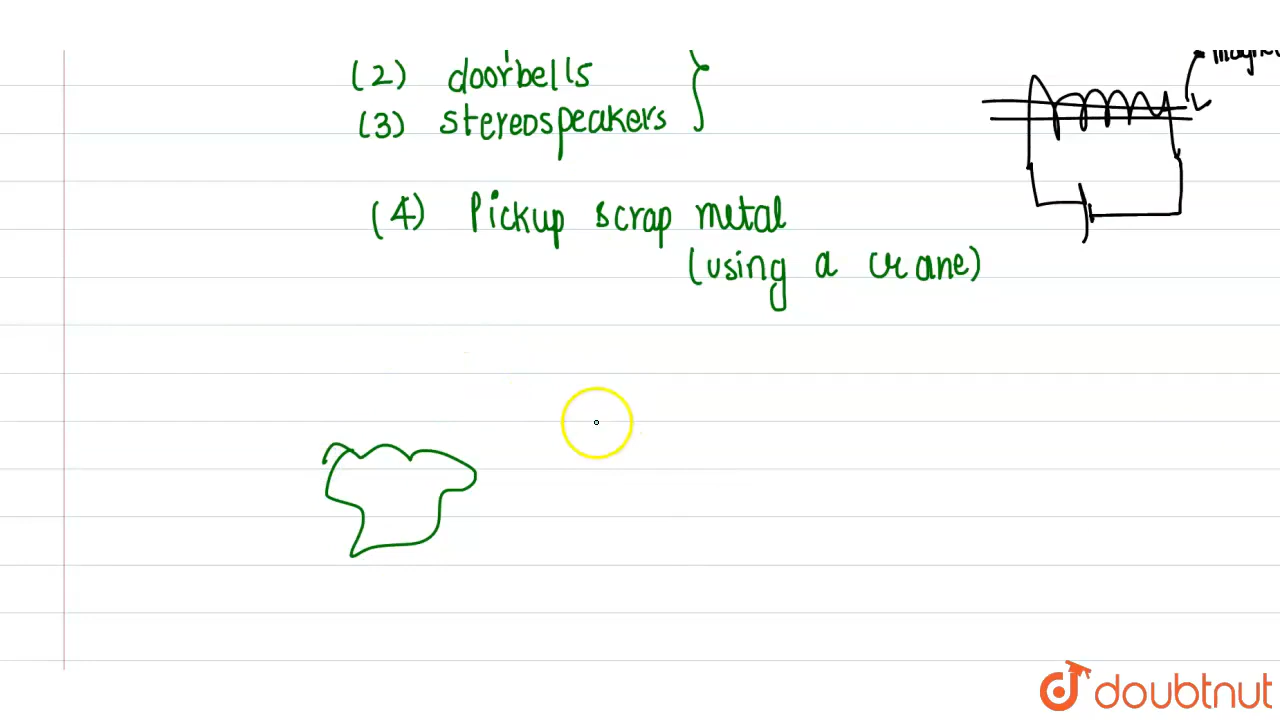 (2) doorbells
(3) stereospeakers
(4) Pickup scrap metal
(using a crane)
doubtnut